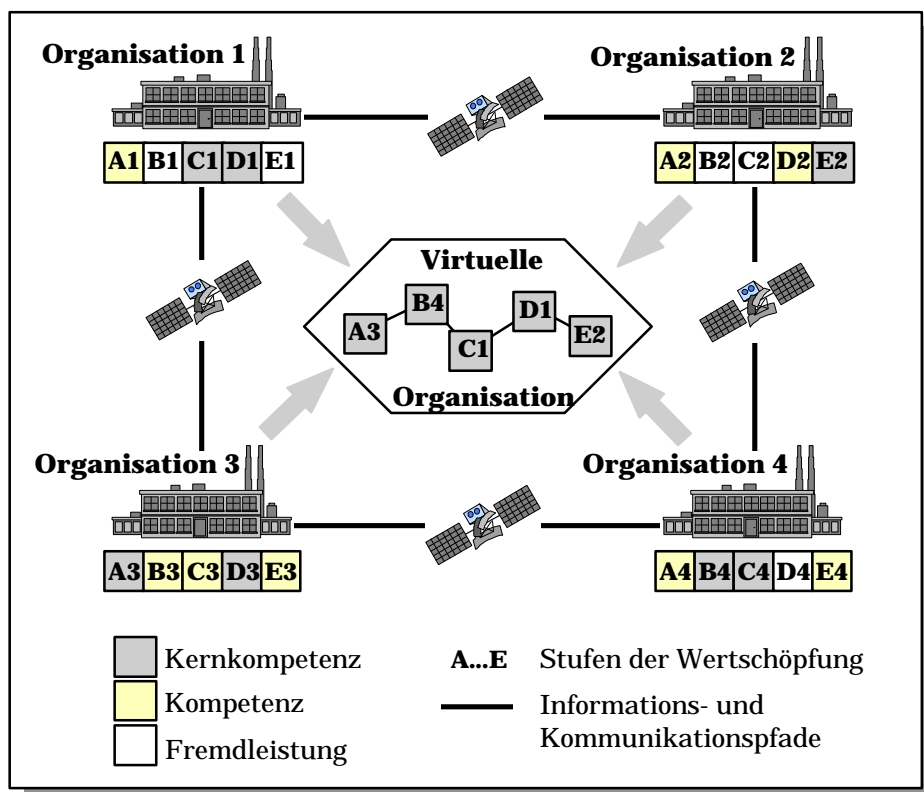 Organisation 1
Organisation 2
A1 B1 C1 D1 E1
A2 B2 C2 D2 E2
Virtuelle
A3 B4 C1 D1 E2
Organisation
Organisation 3
Organisation 4
A3 B3 C3 D3 E3
A4 B4 C4 D4 E4
Kernkompetenz
Kompetenz
Fremdleistung
A...E Stufen der Wertschöpfung
Informations- und
Kommunikationspfade